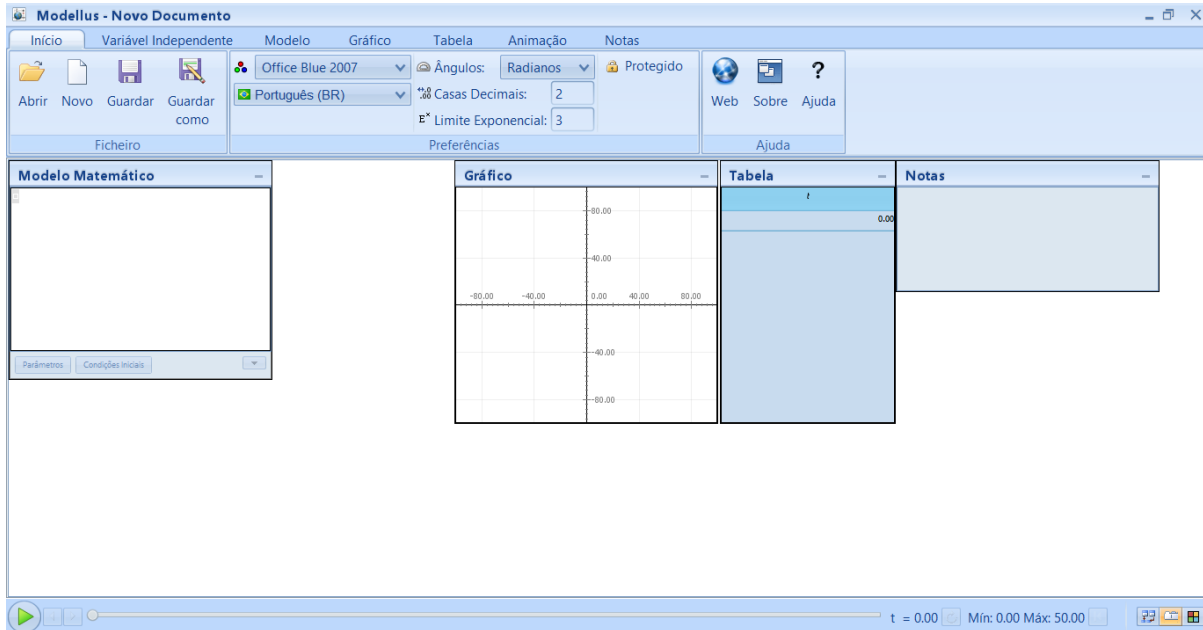 Modellus - Novo Documento
Início Variável Independente Modelo Gráfico Tabela Animação Notas
Abrir Novo Guardar Guardar como
Ficheiro
Office Blue 2007
Português (BR)
Ângulos: Radianos
Casas Decimais: 2
Limite Exponencial: 3
Protegido
Preferências
Web Sobre ? Ajuda
Ajuda
Modelo Matemático
Parâmetros Condições Iniciais
Gráfico
80.00
40.00
-80.00 -40.00 0.00 40.00 80.00
-40.00
-80.00
Tabela
t
0.00
Notas
t = 0.00 Mín: 0.00 Máx: 50.00